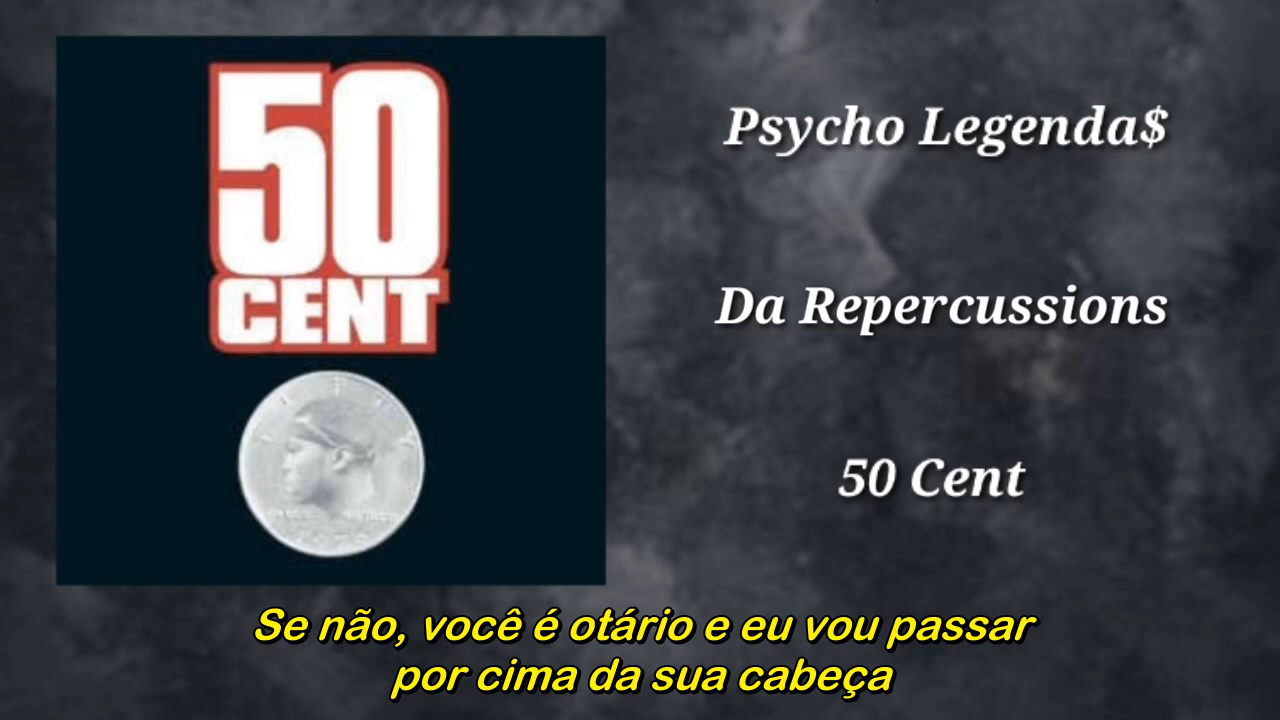 50
CENT
Psycho Legenda$
Da Repercussions
50 Cent
Se não, você é otário e eu vou passar
por cima da sua cabeça